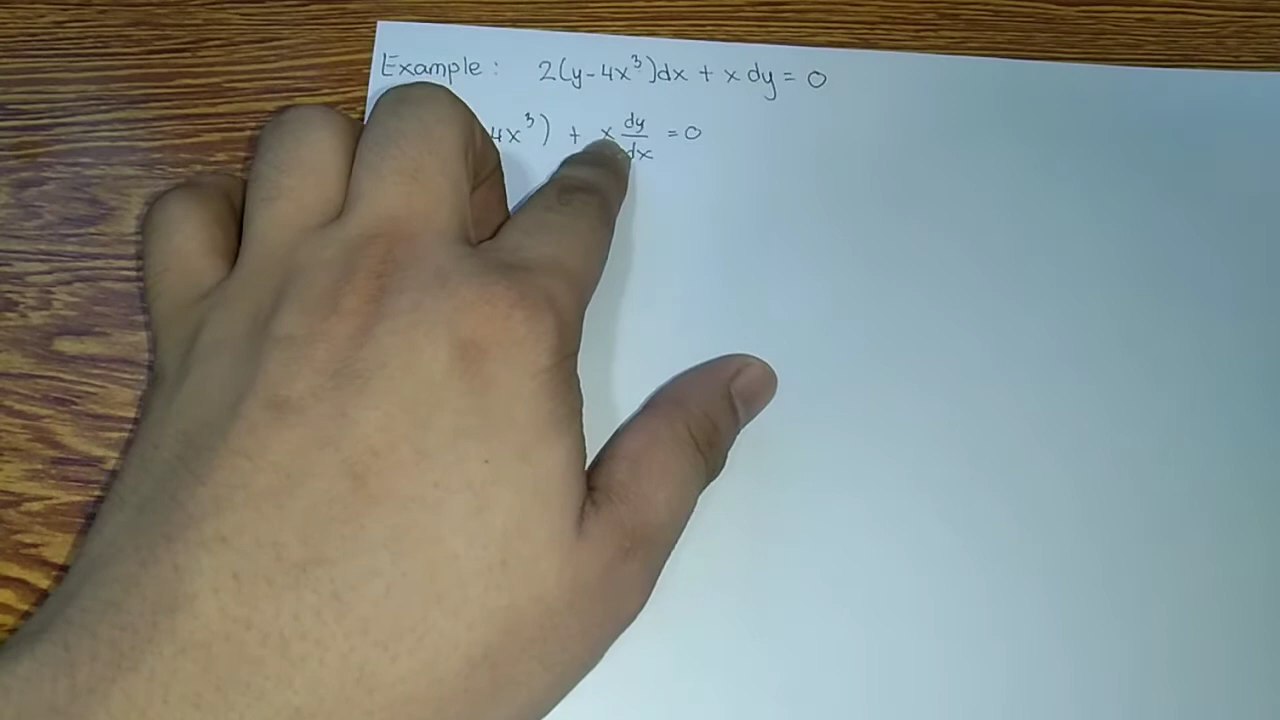 Example : 2(y-4x³)dx + x dy = 0
4x³) + x dy/dx = 0